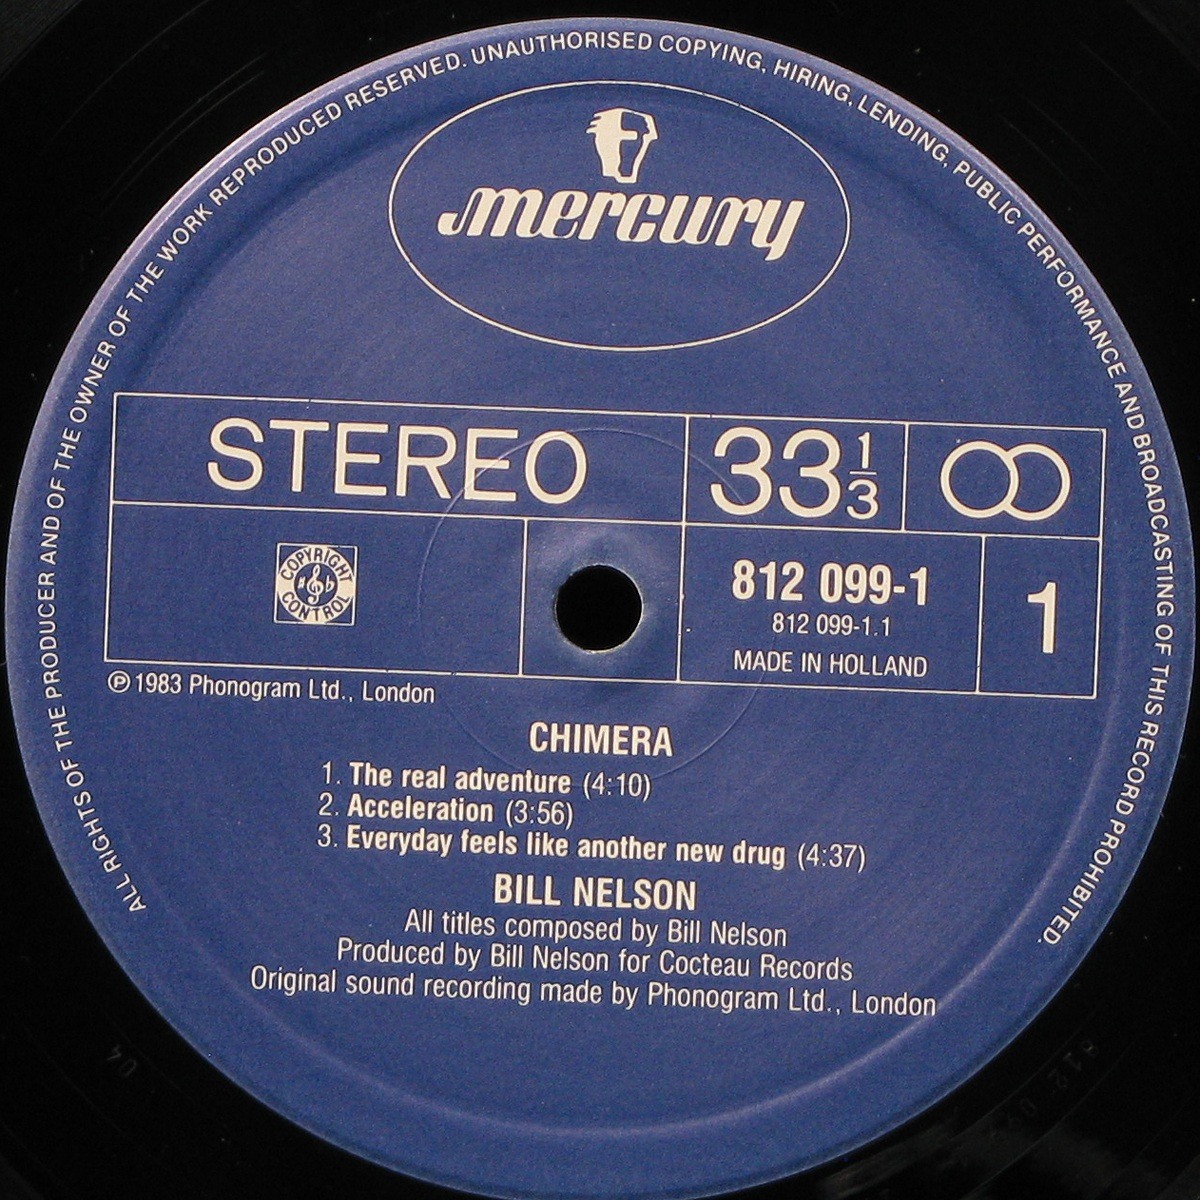 ALL RIGHTS OF THE PRODUCER AND OF THE OWNER OF THE WORK REPRODUCED RESERVED. UNAUTHORISED COPYING, HIRING, LENDING, PUBLIC PERFORMANCE AND BROADCASTING OF THIS RECORD PROHIBITED.
mercury
STEREO
33 1/3
COPYRIGHT
CONTROL
812 099-1
812 099-1.1
MADE IN HOLLAND
1
Ⓟ 1983 Phonogram Ltd., London
CHIMERA
1. The real adventure (4:10)
2. Acceleration (3:56)
3. Everyday feels like another new drug (4:37)
BILL NELSON
All titles composed by Bill Nelson
Produced by Bill Nelson for Cocteau Records
Original sound recording made by Phonogram Ltd., London
04